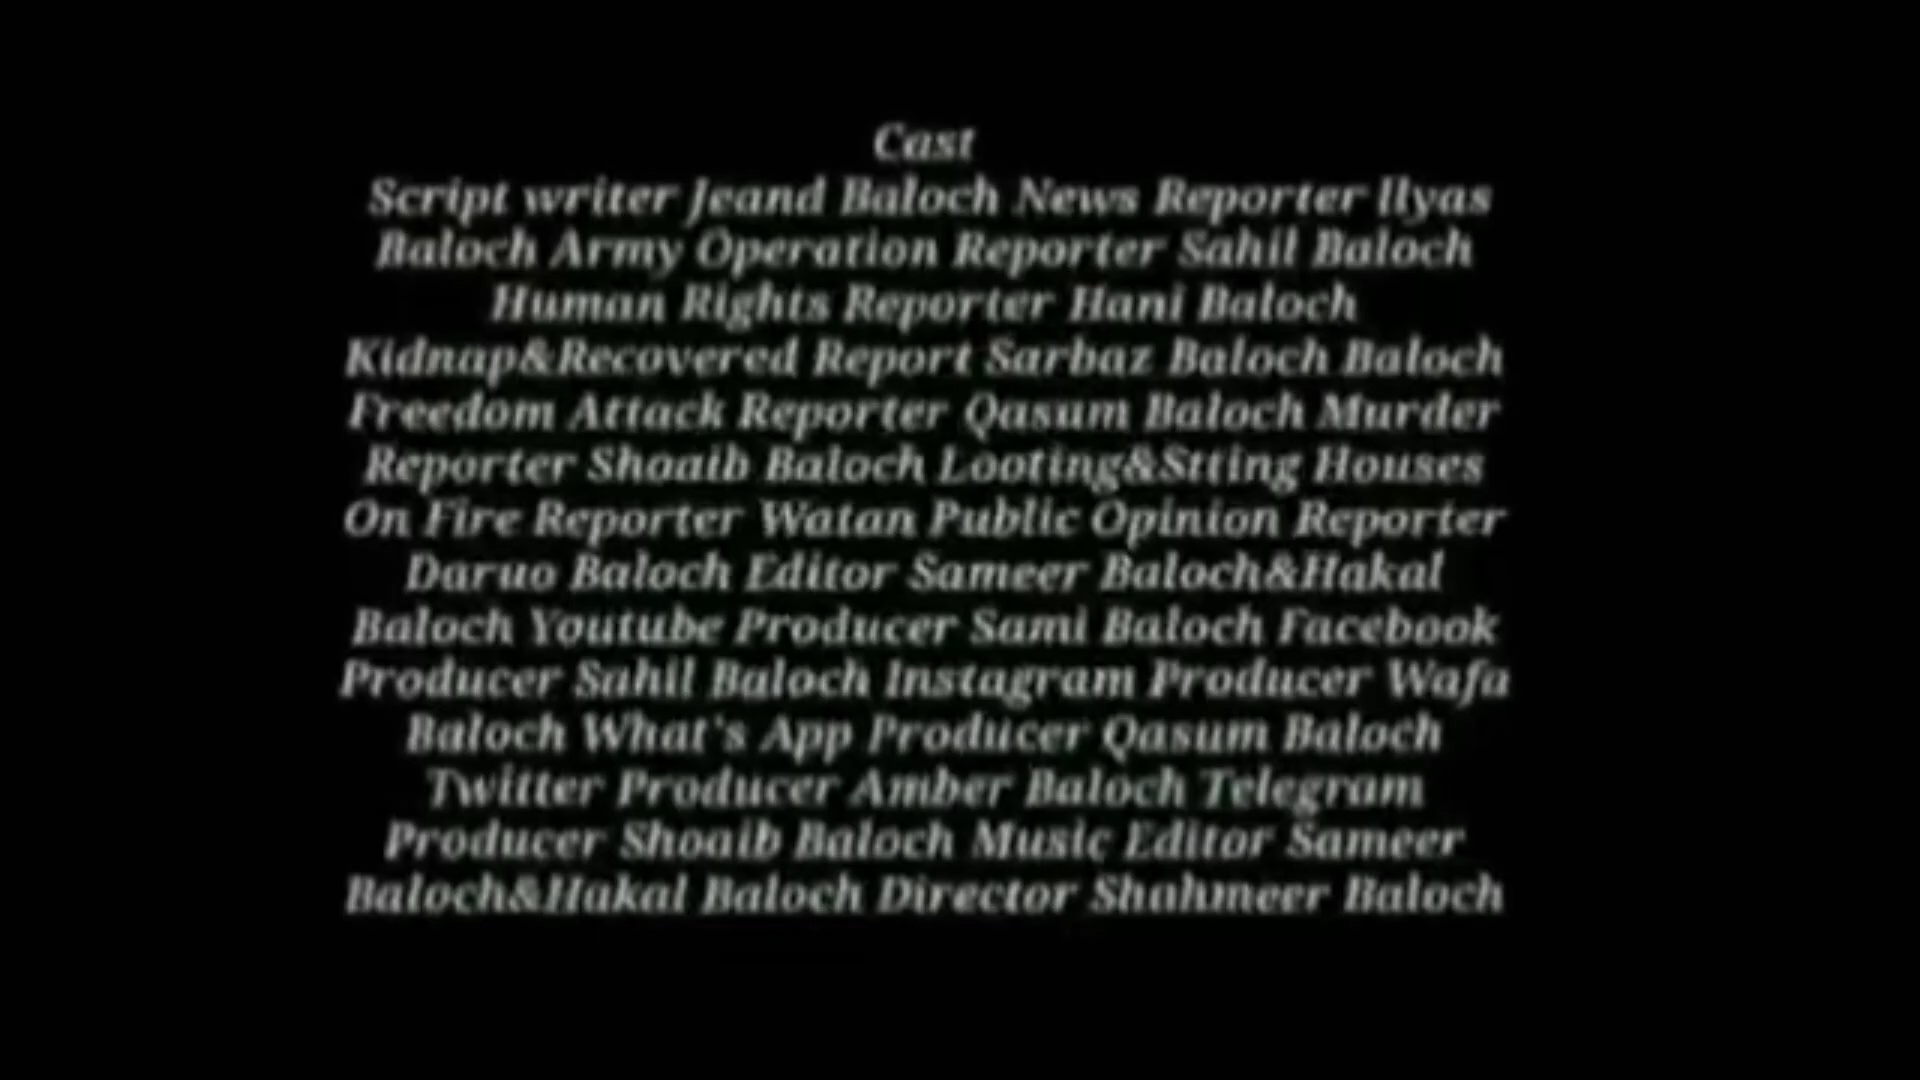 Cast
Script writer Jeand Baloch News Reporter Ilyas
Baloch Army Operation Reporter Sahil Baloch
Human Rights Reporter Hani Baloch
Kidnap&Recovered Report Sarbaz Baloch Baloch
Freedom Attack Reporter Qasum Baloch Murder
Reporter Shoaib Baloch Looting&Stting Houses
On Fire Reporter Watan Public Opinion Reporter
Daruo Baloch Editor Sameer Baloch&Hakal
Baloch Youtube Producer Sami Baloch Facebook
Producer Sahil Baloch Instagram Producer Wafa
Baloch What's App Producer Qasum Baloch
Twitter Producer Amber Baloch Telegram
Producer Shoaib Baloch Music Editor Sameer
Baloch&Hakal Baloch Director Shahmeer Baloch